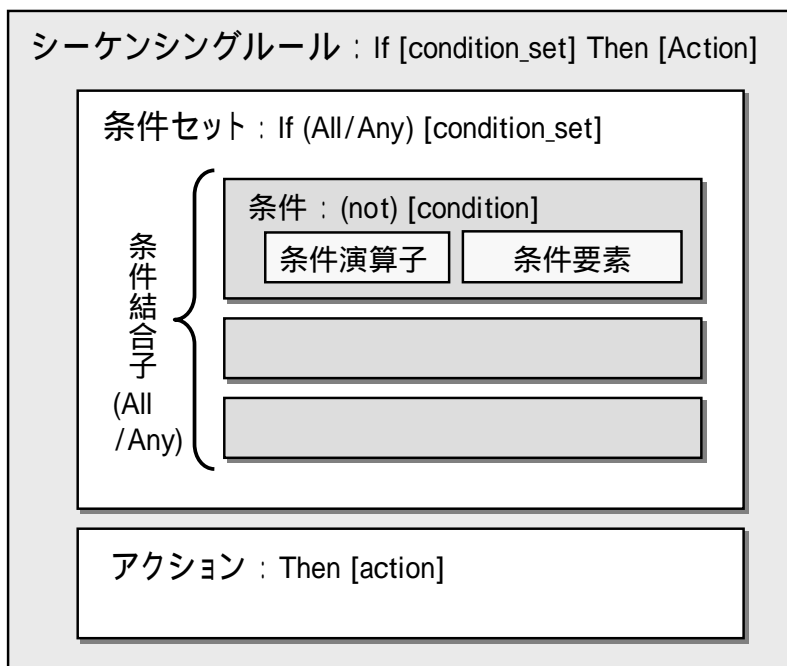 シーケンシングルール : If [condition_set] Then [Action]
条件セット : If (All/Any) [condition_set]
条件 : (not) [condition]
条件演算子
条件要素
条件結合子
(All
/Any)
アクション : Then [action]